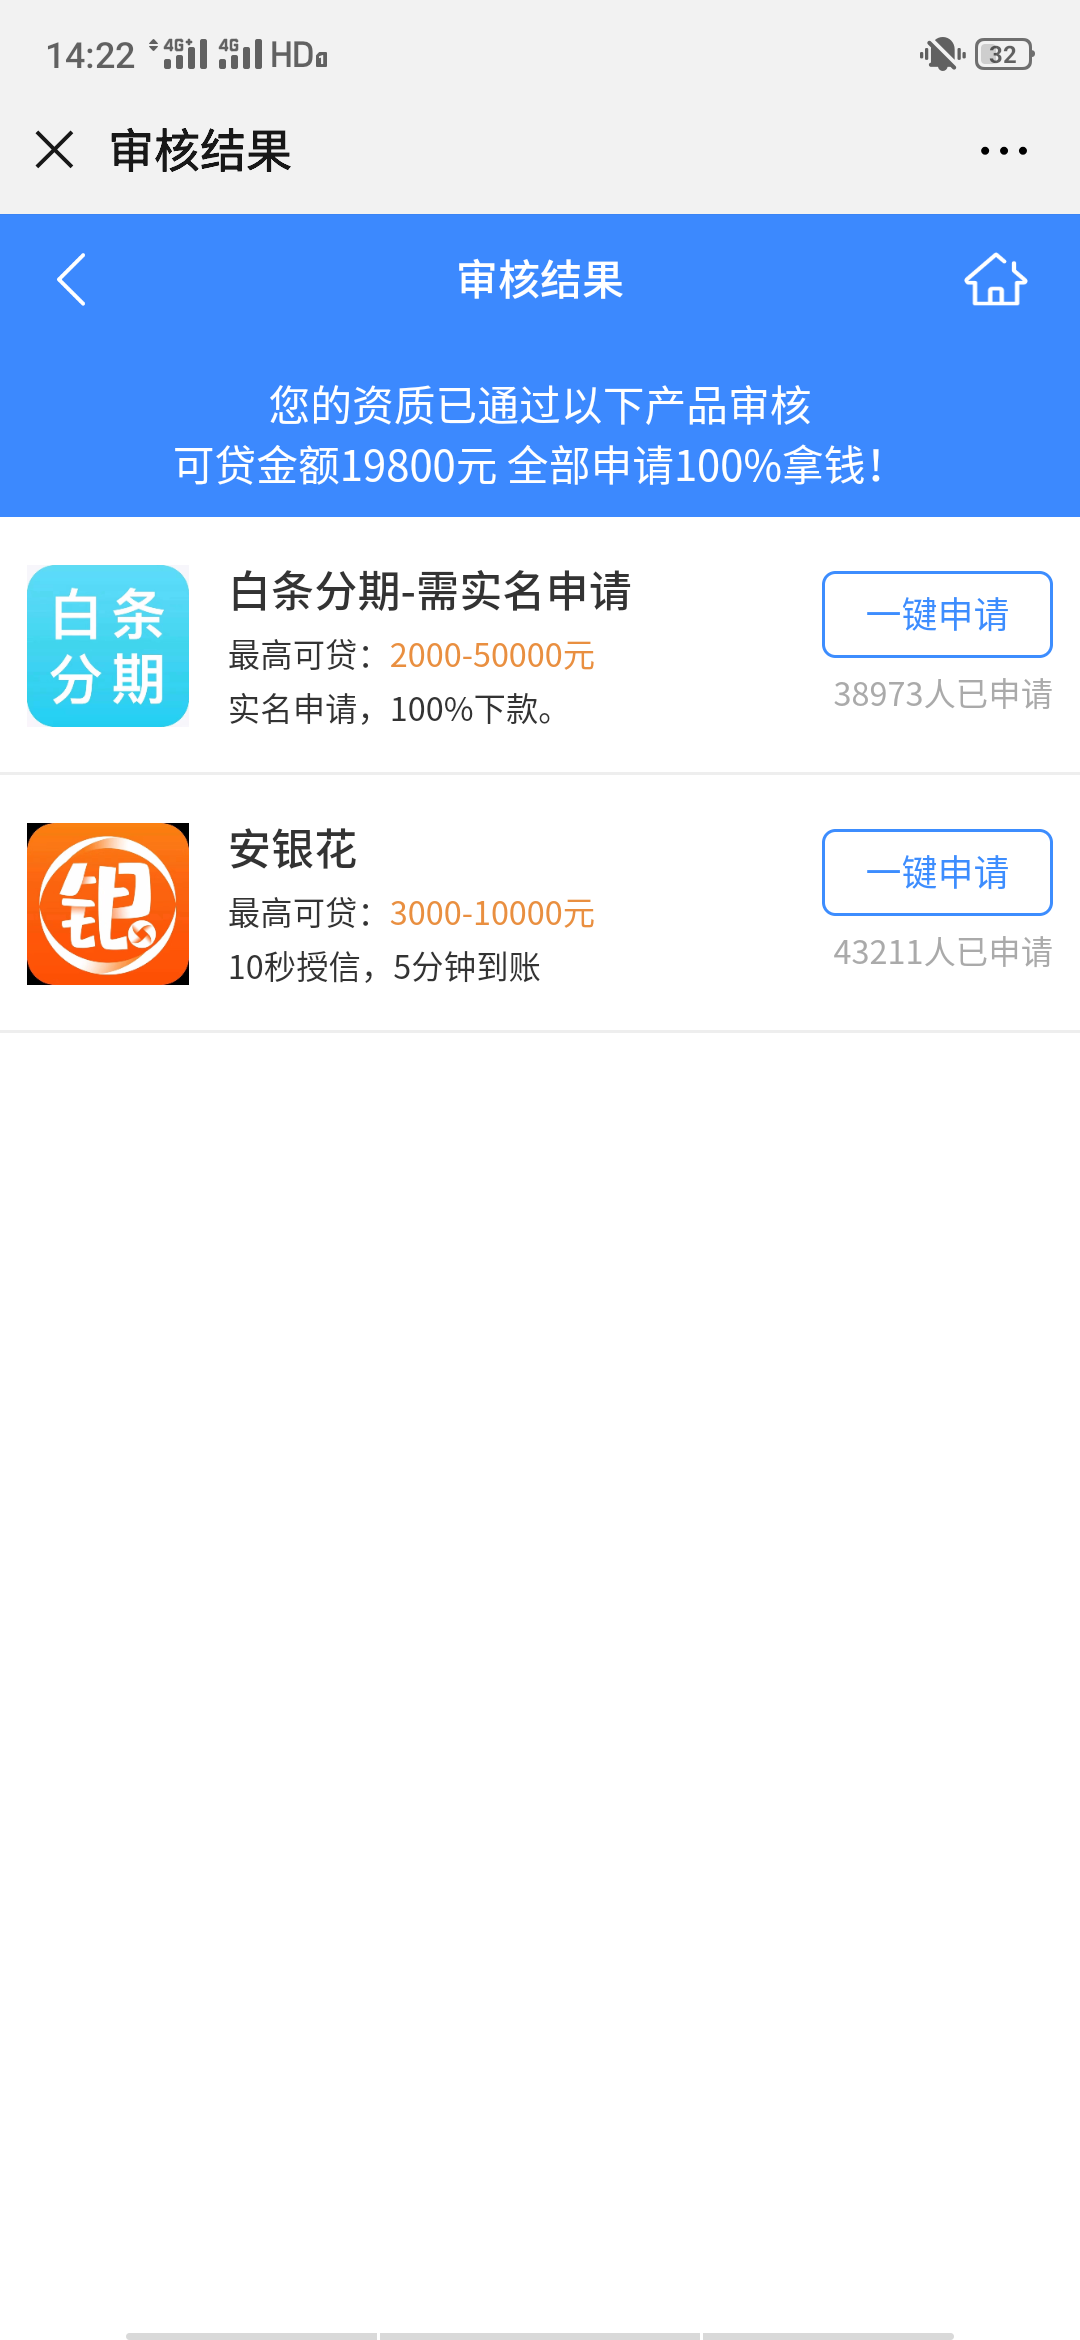 14:22 4G+ 4G HD1 32
审核结果
审核结果
您的资质已通过以下产品审核
可贷金额19800元 全部申请100%拿钱！
白条
分期
白条分期-需实名申请
最高可贷：2000-50000元
实名申请，100%下款。
一键申请
38973人已申请
银
安银花
最高可贷：3000-10000元
10秒授信，5分钟到账
一键申请
43211人已申请